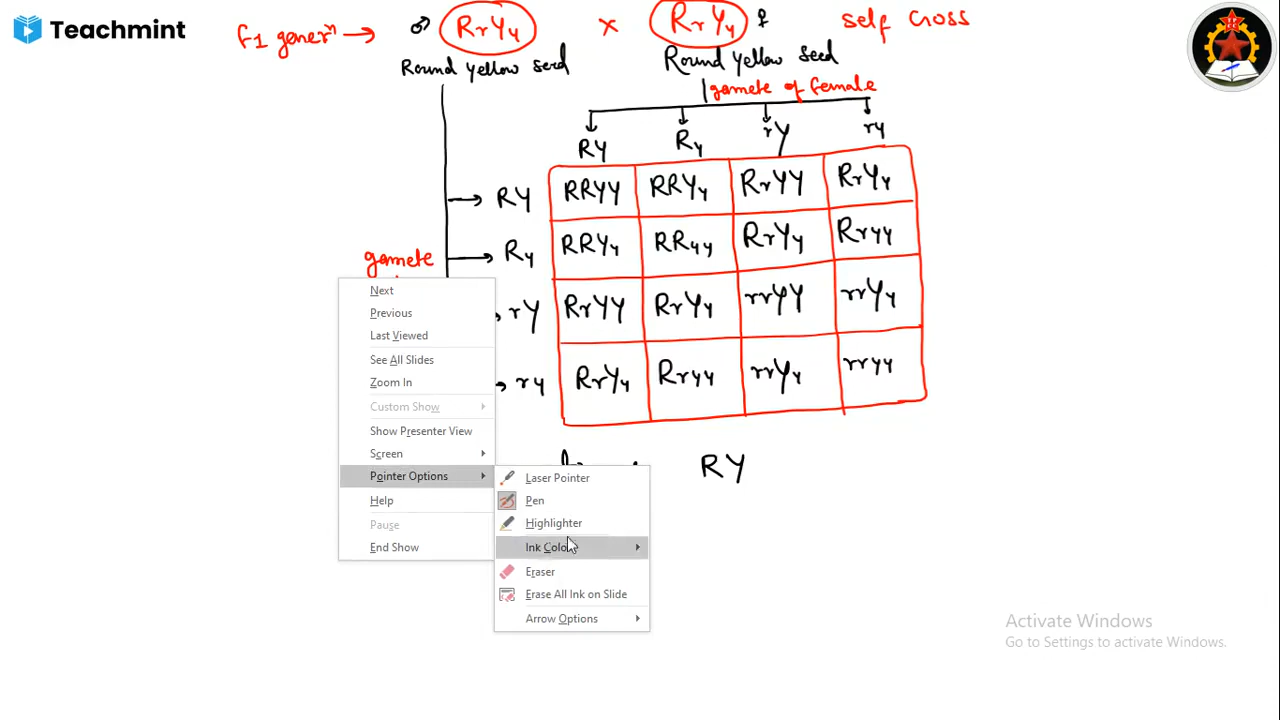 Teachmint
F1 generⁿ → ♂ RrYy × RrYy ♀ self Cross
Round yellow seed Round yellow seed
gamete of female
RY Ry rY ry
→ RY RRYY RRYy RrYY RrYy
→ Ry RRYy RRyy RrYy Rryy
gamete
rY RrYY RrYy rrYY rrYy
ry RrYy Rryy rrYy rryy
RY
Next
Previous
Last Viewed
See All Slides
Zoom In
Custom Show
Show Presenter View
Screen
Pointer Options
Help
Pause
End Show
Laser Pointer
Pen
Highlighter
Ink Colo
Eraser
Erase All Ink on Slide
Arrow Options
Activate Windows
Go to Settings to activate Windows.